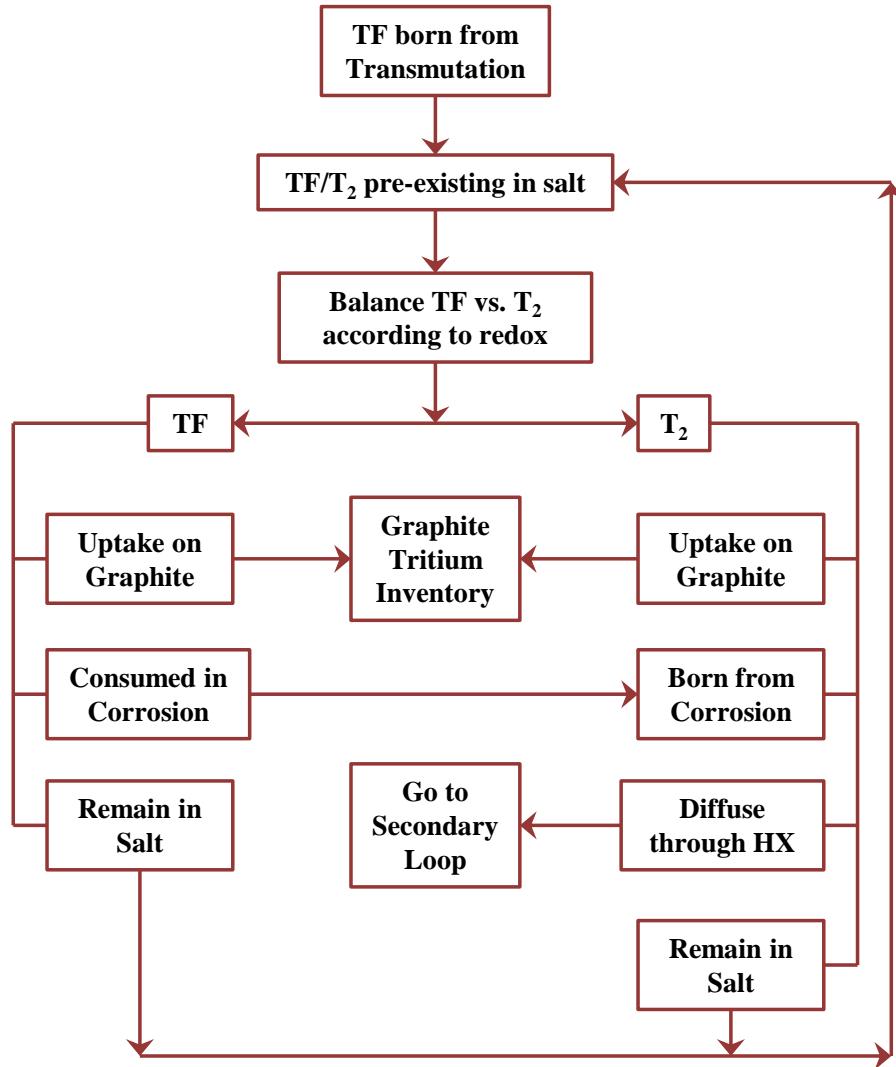 TF born from
Transmutation
TF/T₂ pre-existing in salt
Balance TF vs. T₂
according to redox
TF
T₂
Uptake on
Graphite
Graphite
Tritium
Inventory
Uptake on
Graphite
Consumed in
Corrosion
Born from
Corrosion
Remain in
Salt
Go to
Secondary
Loop
Diffuse
through HX
Remain in
Salt